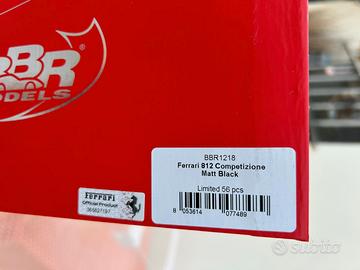 BBR
MODELS
BBR1218
Ferrari 812 Competizione
Matt Black
Limited 56 pcs
8 053614 077489
Ferrari
Official Product
subito